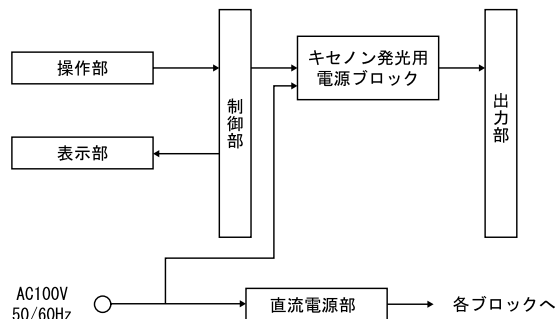 操作部
表示部
制御部
キセノン発光用
電源ブロック
出力部
AC100V
50/60Hz
直流電源部
各ブロックへ